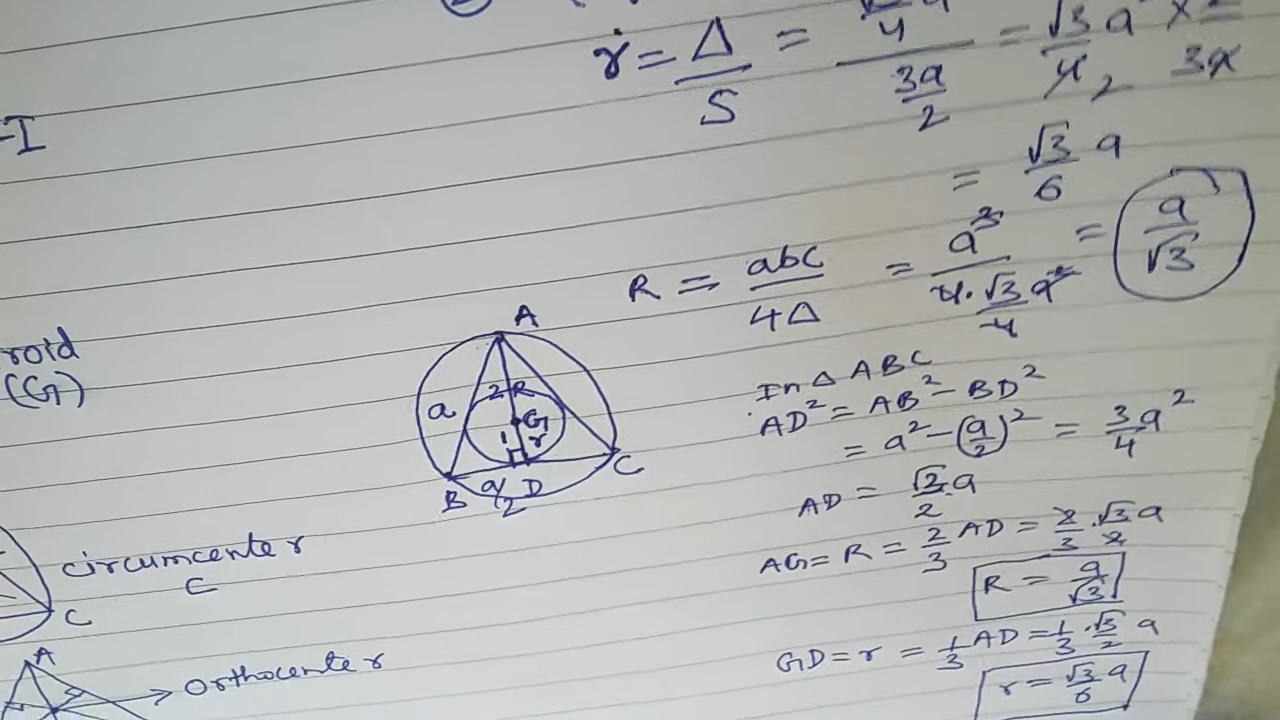 r = Δ/S = (√3/4 a)/(3a/2) = √3/4 a × 2/3a
-I
= √3/6 a
R = abc/4Δ = a³/(4·√3/4 a²) = a/√3
roid
(G)
A
a 2 R
G
1 r
B a/2 D C
In Δ ABC
AD² = AB² - BD²
= a² - (a/2)² = 3/4 a²
AD = √3/2 a
AG = R = 2/3 AD = 2/3 · √3/2 a
R = a/√3
GD = r = 1/3 AD = 1/3 · √3/2 a
r = √3/6 a
circumcenter
C
C
A
Orthocenter